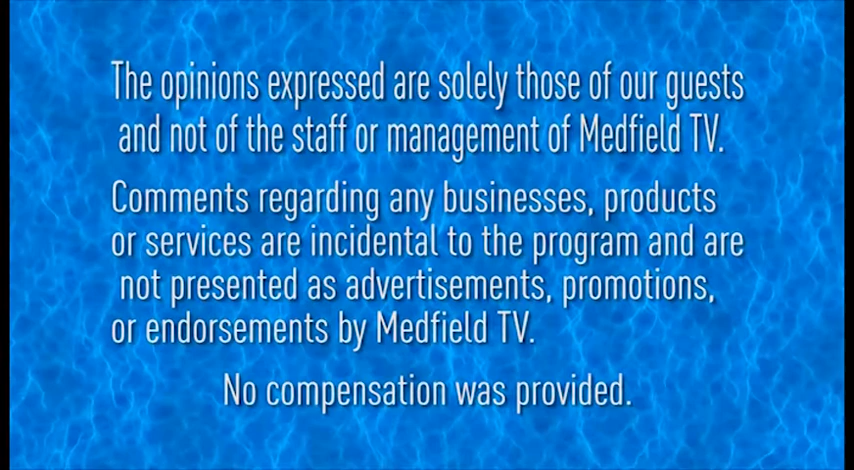 The opinions expressed are solely those of our guests
and not of the staff or management of Medfield TV.
Comments regarding any businesses, products
or services are incidental to the program and are
not presented as advertisements, promotions,
or endorsements by Medfield TV.
No compensation was provided.